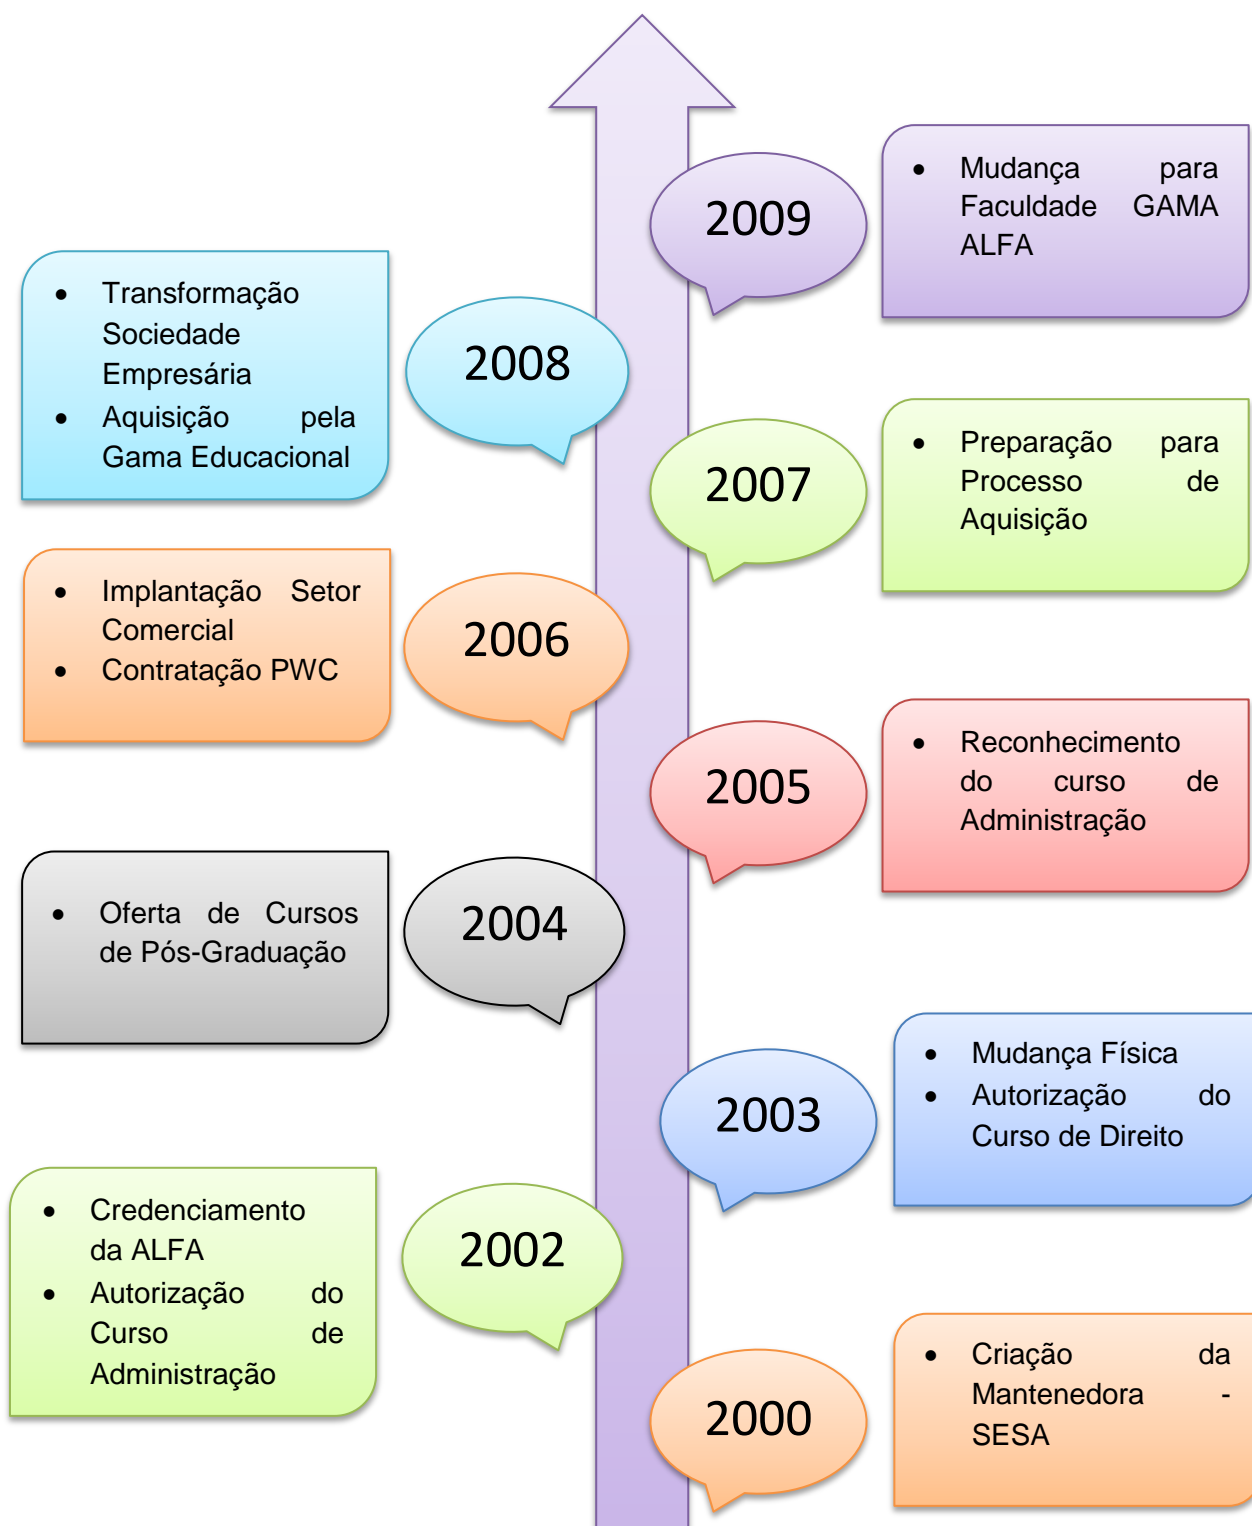 2009
• Mudança para
Faculdade GAMA
ALFA
• Transformação
Sociedade
Empresária
• Aquisição pela
Gama Educacional
2008
2007
• Preparação para
Processo de
Aquisição
• Implantação Setor
Comercial
• Contratação PWC
2006
2005
• Reconhecimento
do curso de
Administração
• Oferta de Cursos
de Pós-Graduação
2004
2003
• Mudança Física
• Autorização do
Curso de Direito
• Credenciamento
da ALFA
• Autorização do
Curso de
Administração
2002
2000
• Criação da
Mantenedora -
SESA